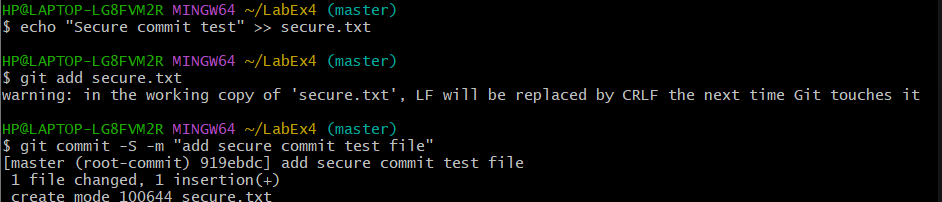 HP@LAPTOP-LG8FVM2R MINGW64 ~/LabEx4 (master)
$ echo "Secure commit test" >> secure.txt
HP@LAPTOP-LG8FVM2R MINGW64 ~/LabEx4 (master)
$ git add secure.txt
warning: in the working copy of 'secure.txt', LF will be replaced by CRLF the next time Git touches it
HP@LAPTOP-LG8FVM2R MINGW64 ~/LabEx4 (master)
$ git commit -S -m "add secure commit test file"
[master (root-commit) 919ebdc] add secure commit test file
 1 file changed, 1 insertion(+)
 create mode 100644 secure.txt